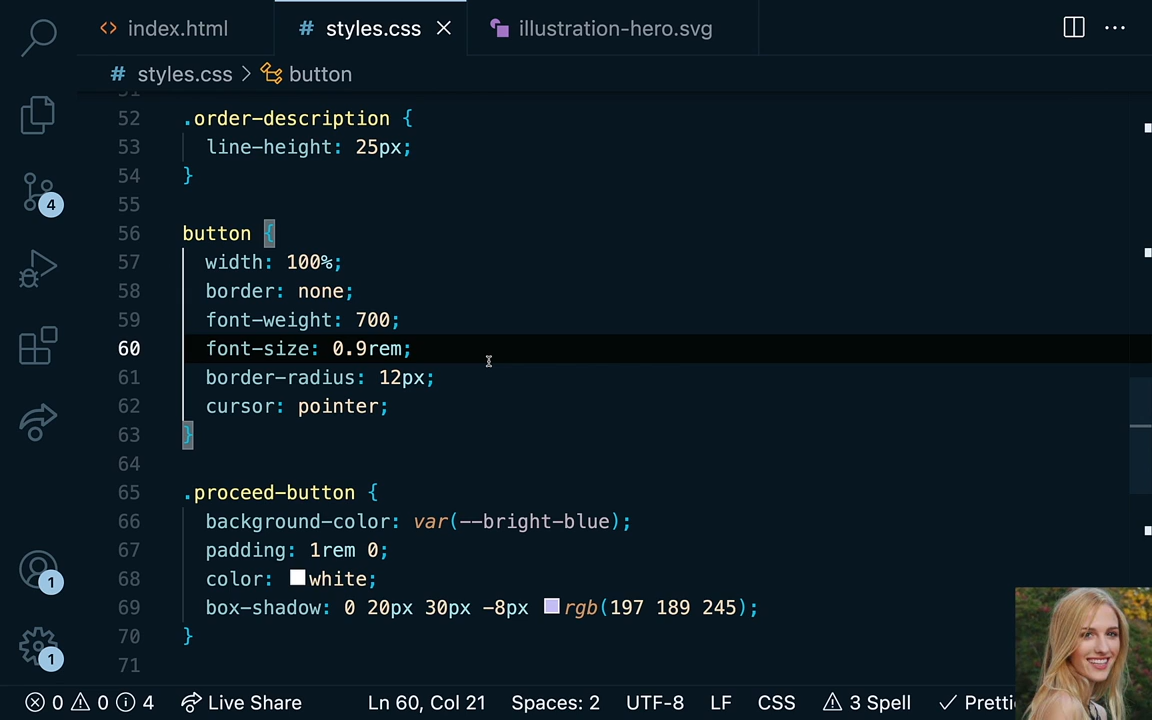 index.html # styles.css illustration-hero.svg
# styles.css > button
51
52 .order-description {
53 line-height: 25px;
54 }
55
56 button {
57 width: 100%;
58 border: none;
59 font-weight: 700;
60 font-size: 0.9rem;
61 border-radius: 12px;
62 cursor: pointer;
63 }
64
65 .proceed-button {
66 background-color: var(--bright-blue);
67 padding: 1rem 0;
68 color: white;
69 box-shadow: 0 20px 30px -8px rgb(197 189 245);
70 }
71
4
1
1
0 0 4 Live Share Ln 60, Col 21 Spaces: 2 UTF-8 LF CSS 3 Spell Pretti